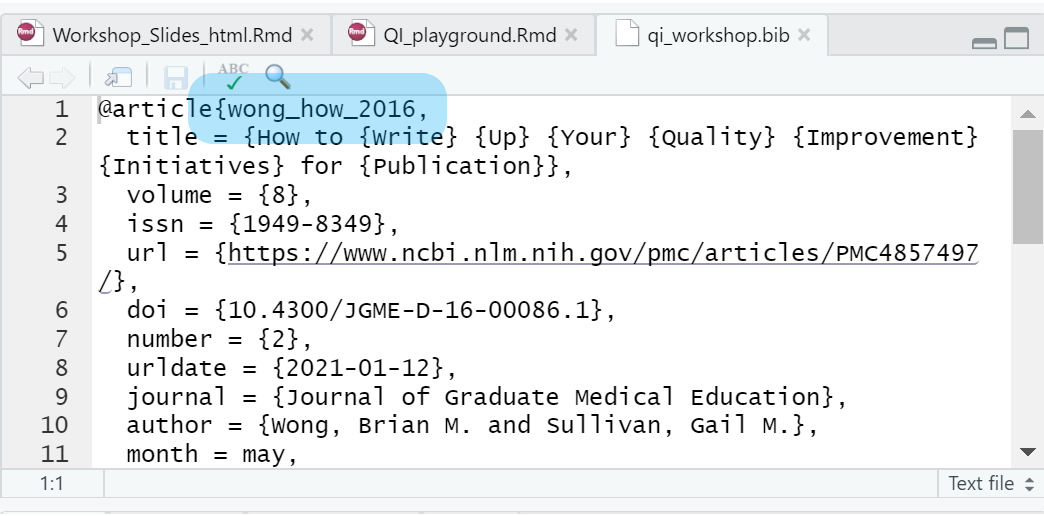 Workshop_Slides_html.Rmd
QI_playground.Rmd
qi_workshop.bib
ABC
1 @article{wong_how_2016,
2 title = {How to {Write} {Up} {Your} {Quality} {Improvement}
{Initiatives} for {Publication}},
3 volume = {8},
4 issn = {1949-8349},
5 url = {https://www.ncbi.nlm.nih.gov/pmc/articles/PMC4857497
/},
6 doi = {10.4300/JGME-D-16-00086.1},
7 number = {2},
8 urldate = {2021-01-12},
9 journal = {Journal of Graduate Medical Education},
10 author = {Wong, Brian M. and Sullivan, Gail M.},
11 month = may,
1:1
Text file